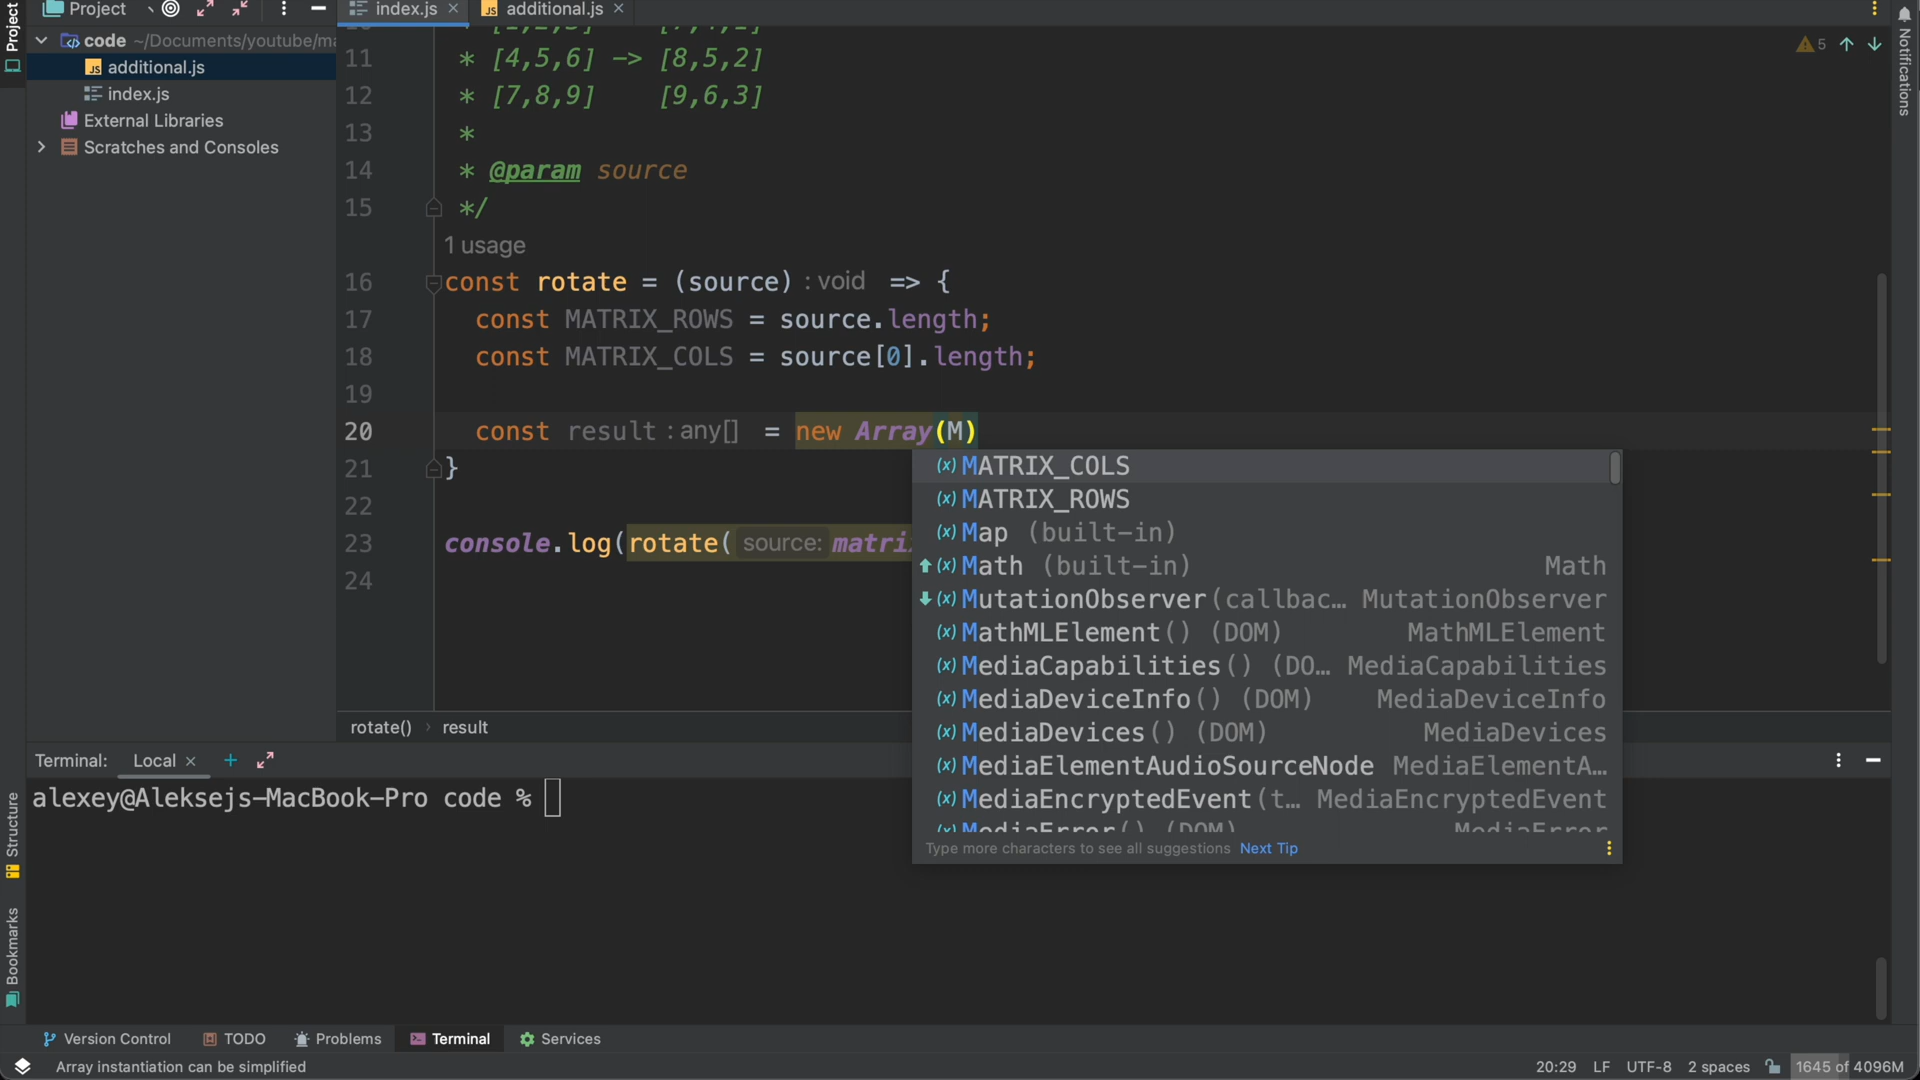 Project
index.js
additional.js
Project
code ~/Documents/youtube/ma
additional.js
index.js
External Libraries
Scratches and Consoles
11 * [4,5,6] -> [8,5,2]
12 * [7,8,9] [9,6,3]
13 *
14 * @param source
15 */
1 usage
16 const rotate = (source) : void => {
17 const MATRIX_ROWS = source.length;
18 const MATRIX_COLS = source[0].length;
19
20 const result : any[] = new Array(M)
21 }
22
23 console.log(rotate( source: matri
24
5
Notifications
MATRIX_COLS
MATRIX_ROWS
Map (built-in)
Math (built-in) Math
MutationObserver(callbac… MutationObserver
MathMLElement() (DOM) MathMLElement
MediaCapabilities() (DO… MediaCapabilities
MediaDeviceInfo() (DOM) MediaDeviceInfo
MediaDevices() (DOM) MediaDevices
MediaElementAudioSourceNode MediaElementA…
MediaEncryptedEvent(t… MediaEncryptedEvent
MediaError() (DOM) MediaError
Type more characters to see all suggestions Next Tip
rotate() › result
Terminal: Local
alexey@Aleksejs-MacBook-Pro code %
Structure
Bookmarks
Version Control TODO Problems Terminal Services
Array instantiation can be simplified 20:29 LF UTF-8 2 spaces 1645 of 4096M